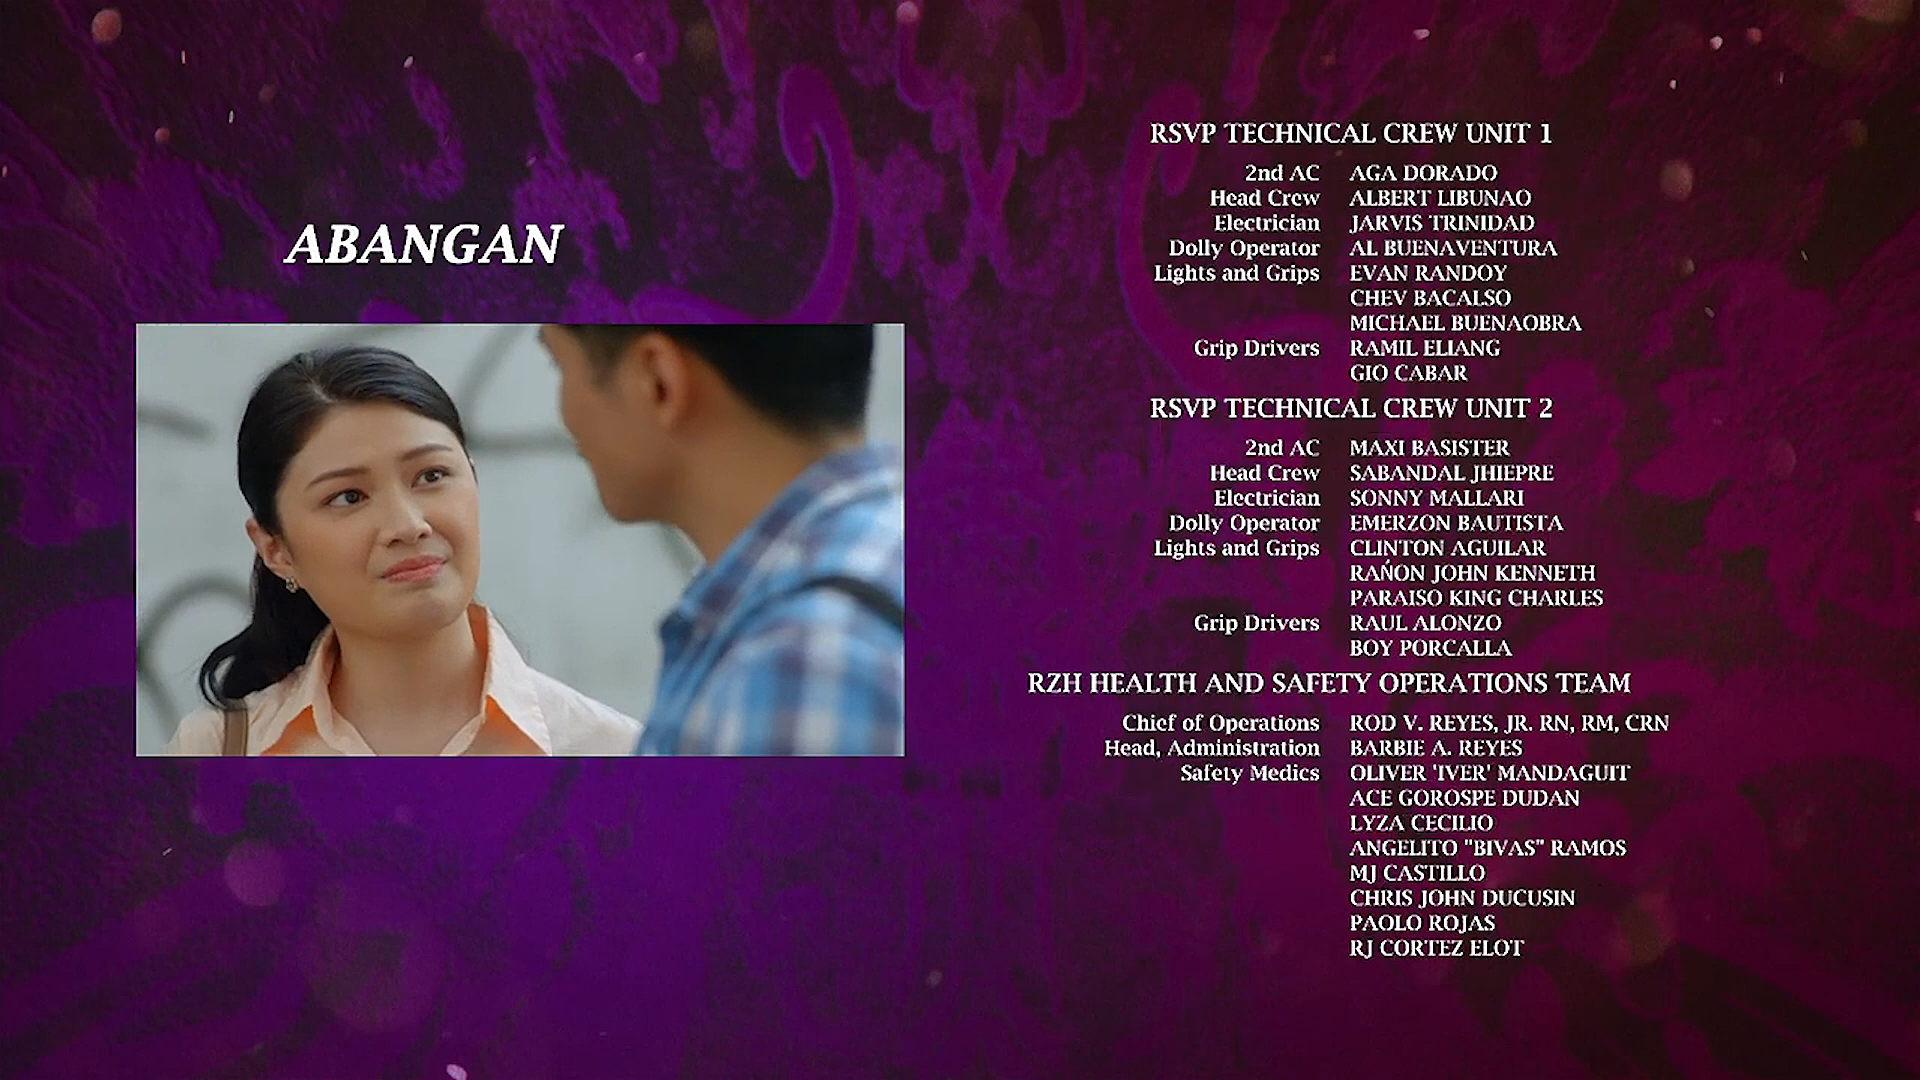 ABANGAN
RSVP TECHNICAL CREW UNIT 1
2nd AC AGA DORADO
Head Crew ALBERT LIBUNAO
Electrician JARVIS TRINIDAD
Dolly Operator AL BUENAVENTURA
Lights and Grips EVAN RANDOY
CHEV BACALSO
MICHAEL BUENAOBRA
Grip Drivers RAMIL ELIANG
GIO CABAR
RSVP TECHNICAL CREW UNIT 2
2nd AC MAXI BASISTER
Head Crew SABANDAL JHIEPRE
Electrician SONNY MALLARI
Dolly Operator EMERZON BAUTISTA
Lights and Grips CLINTON AGUILAR
RAŃON JOHN KENNETH
PARAISO KING CHARLES
Grip Drivers RAUL ALONZO
BOY PORCALLA
RZH HEALTH AND SAFETY OPERATIONS TEAM
Chief of Operations ROD V. REYES, JR. RN, RM, CRN
Head, Administration BARBIE A. REYES
Safety Medics OLIVER 'IVER' MANDAGUIT
ACE GOROSPE DUDAN
LYZA CECILIO
ANGELITO "BIVAS" RAMOS
MJ CASTILLO
CHRIS JOHN DUCUSIN
PAOLO ROJAS
RJ CORTEZ ELOT